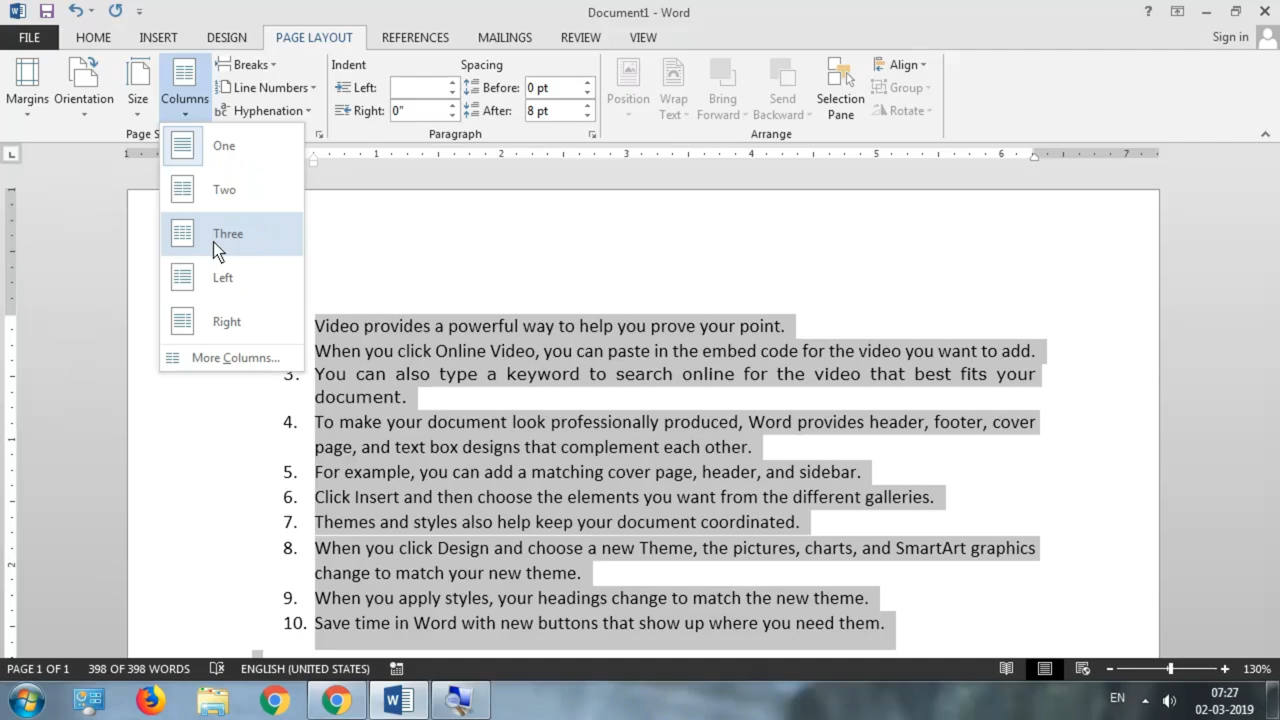 Document1 - Word
?
FILE
HOME
INSERT
DESIGN
PAGE LAYOUT
REFERENCES
MAILINGS
REVIEW
VIEW
Sign in
Margins
Orientation
Size
Columns
Breaks
Line Numbers
Hyphenation
Page S
Indent
Left:
Right: 0"
Spacing
Before: 0 pt
After: 8 pt
Paragraph
Position
Wrap
Text
Bring
Forward
Send
Backward
Selection
Pane
Align
Group
Rotate
Arrange
One
Two
Three
Left
Right
More Columns...
1 1 2 3 4 5 6 7
Video provides a powerful way to help you prove your point.
When you click Online Video, you can paste in the embed code for the video you want to add.
3. You can also type a keyword to search online for the video that best fits your
document.
4. To make your document look professionally produced, Word provides header, footer, cover
page, and text box designs that complement each other.
5. For example, you can add a matching cover page, header, and sidebar.
6. Click Insert and then choose the elements you want from the different galleries.
7. Themes and styles also help keep your document coordinated.
8. When you click Design and choose a new Theme, the pictures, charts, and SmartArt graphics
change to match your new theme.
9. When you apply styles, your headings change to match the new theme.
10. Save time in Word with new buttons that show up where you need them.
PAGE 1 OF 1
398 OF 398 WORDS
ENGLISH (UNITED STATES)
130%
EN
07:27
02-03-2019